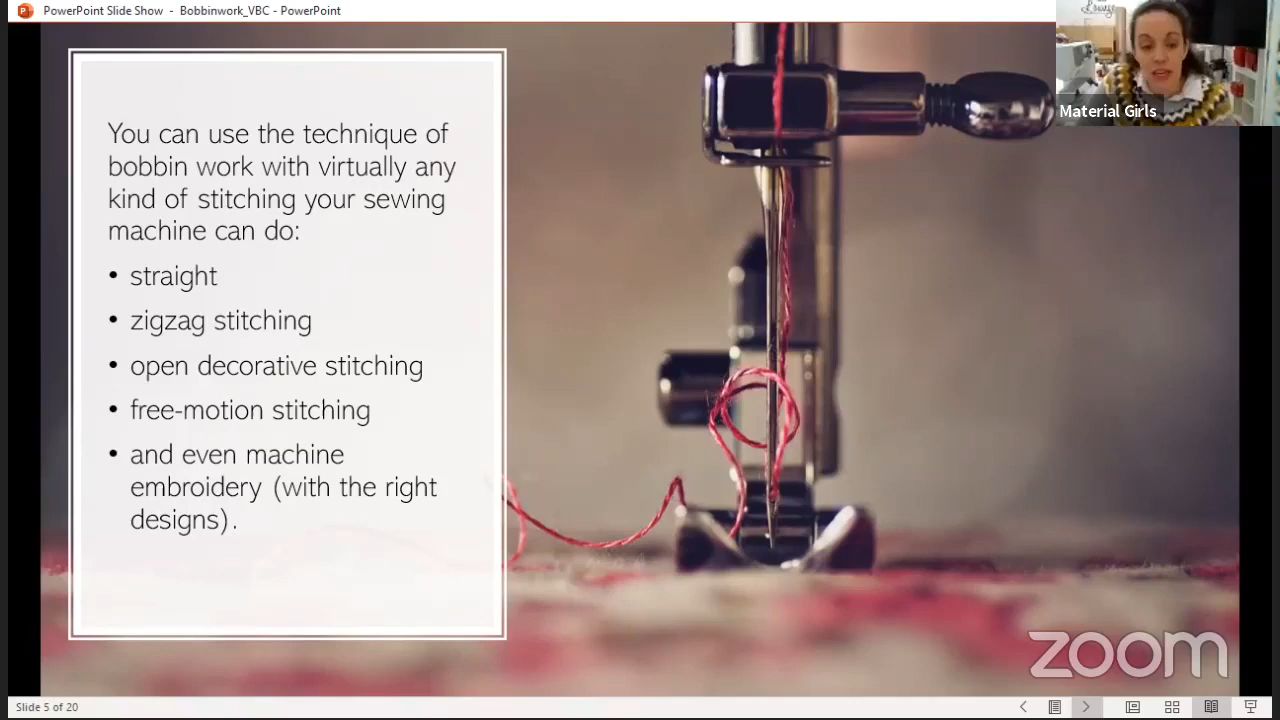 PowerPoint Slide Show - Bobbinwork_VBC - PowerPoint
Lounge
Material Girls
You can use the technique of
bobbin work with virtually any
kind of stitching your sewing
machine can do:
• straight
• zigzag stitching
• open decorative stitching
• free-motion stitching
• and even machine
embroidery (with the right
designs).
zoom
Slide 5 of 20